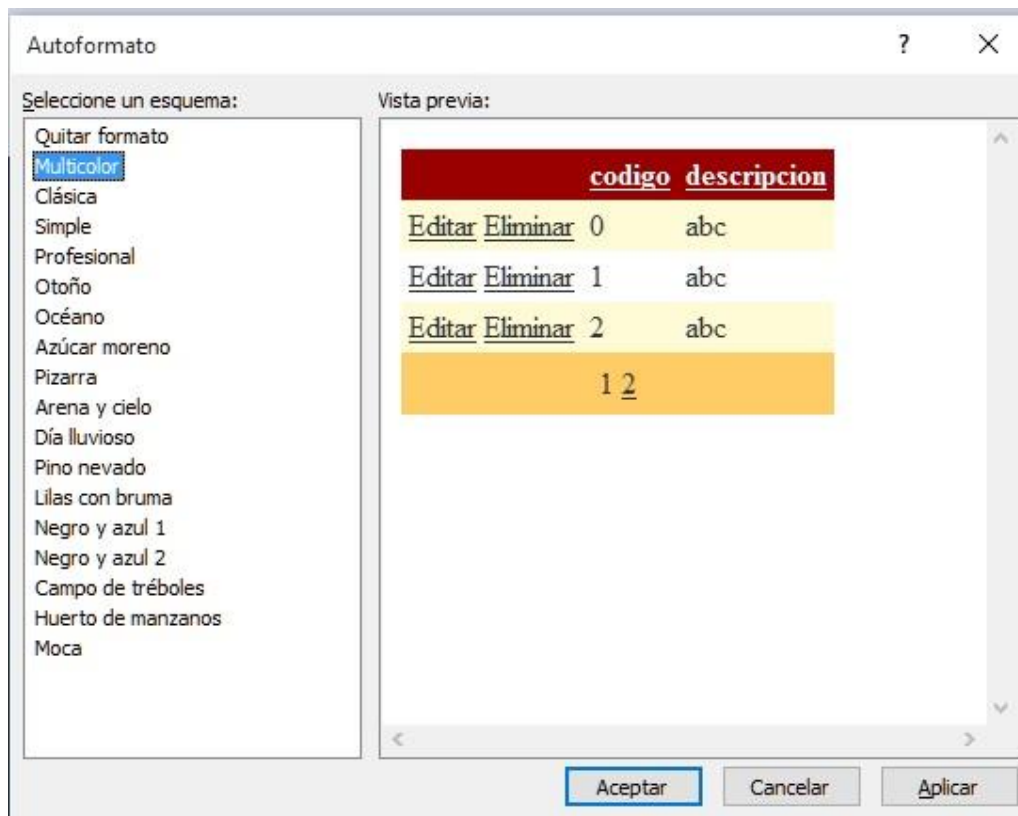 Autoformato ? ×
Seleccione un esquema:
Quitar formato
Multicolor
Clásica
Simple
Profesional
Otoño
Océano
Azúcar moreno
Pizarra
Arena y cielo
Día lluvioso
Pino nevado
Lilas con bruma
Negro y azul 1
Negro y azul 2
Campo de tréboles
Huerto de manzanos
Moca
Vista previa:
codigo descripcion
Editar Eliminar 0 abc
Editar Eliminar 1 abc
Editar Eliminar 2 abc
1 2
Aceptar Cancelar Aplicar